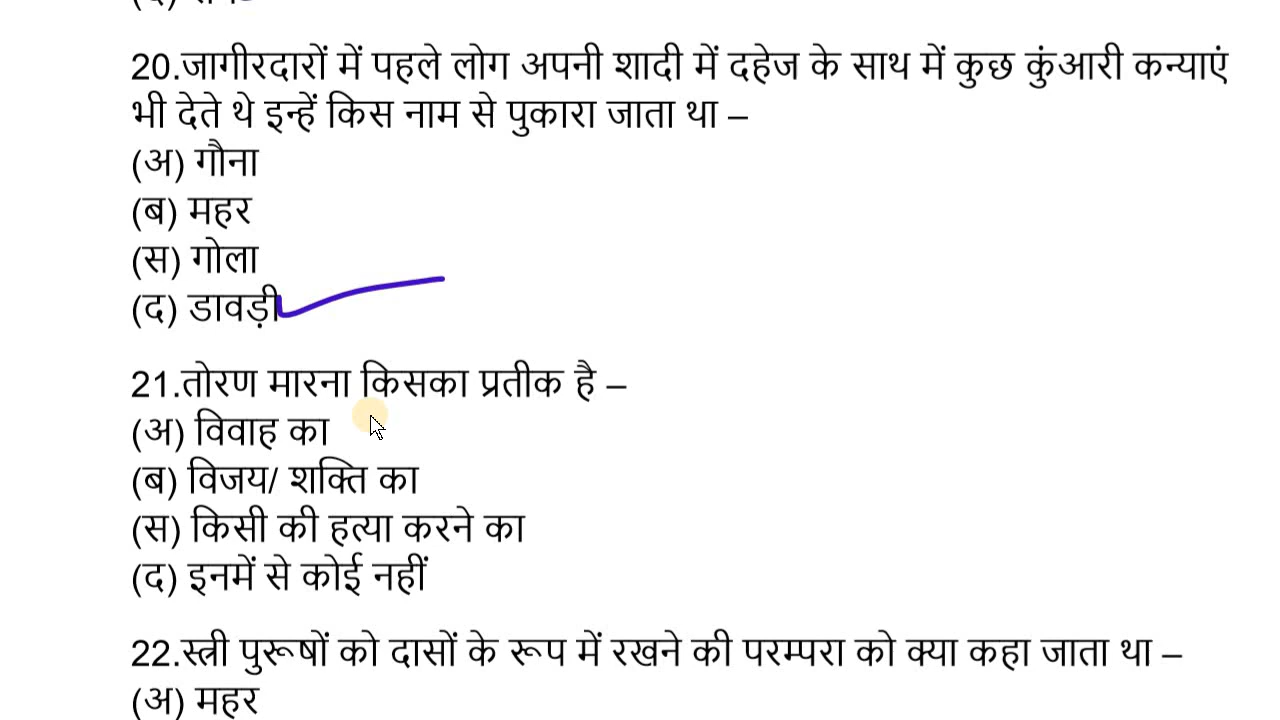 20.जागीरदारों में पहले लोग अपनी शादी में दहेज के साथ में कुछ कुंआरी कन्याएं
भी देते थे इन्हें किस नाम से पुकारा जाता था –
(अ) गौना
(ब) महर
(स) गोला
(द) डावड़ी
21.तोरण मारना किसका प्रतीक है –
(अ) विवाह का
(ब) विजय/ शक्ति का
(स) किसी की हत्या करने का
(द) इनमें से कोई नहीं
22.स्त्री पुरूषों को दासों के रूप में रखने की परम्परा को क्या कहा जाता था –
(अ) महर